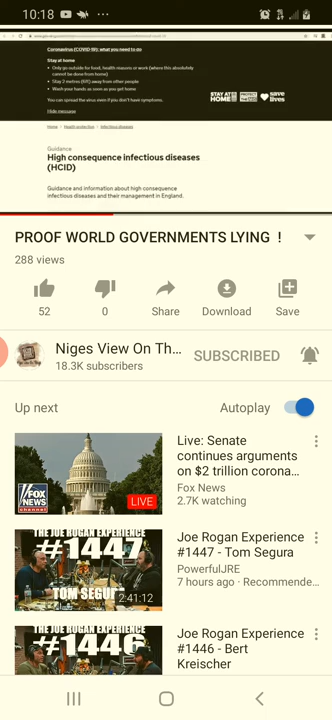 10:18
Coronavirus (COVID-19): what you need to do
Stay at home
• Only go outside for food, health reasons or work (where this absolutely
cannot be done from home)
• Stay 2 metres (6ft) away from other people
• Wash your hands as soon as you get home
You can spread the virus even if you don't have symptoms.
STAY AT HOME
PROTECT THE NHS
save lives
Hide message
Home > Health protection > Infectious diseases
Guidance
High consequence infectious diseases
(HCID)
Guidance and information about high consequence
infectious diseases and their management in England.
PROOF WORLD GOVERNMENTS LYING !
288 views
52
0
Share
Download
Save
Niges View On Th...
SUBSCRIBED
18.3K subscribers
Up next
Autoplay
FOX
NEWS
channel
LIVE
Live: Senate
continues arguments
on $2 trillion corona...
Fox News
2.7K watching
THE JOE ROGAN EXPERIENCE
#1447
TOM SEGUR
2:41:12
Joe Rogan Experience
#1447 - Tom Segura
PowerfulJRE
7 hours ago · Recommende...
THE JOE ROGAN EXPERIENCE
#1446
Joe Rogan Experience
#1446 - Bert
Kreischer